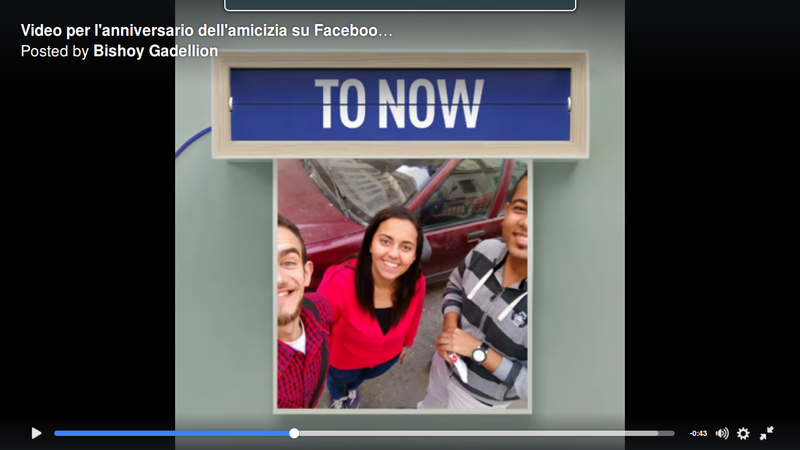 Video per l'anniversario dell'amicizia su Faceboo…
Posted by Bishoy Gadellion
TO NOW
-0:43